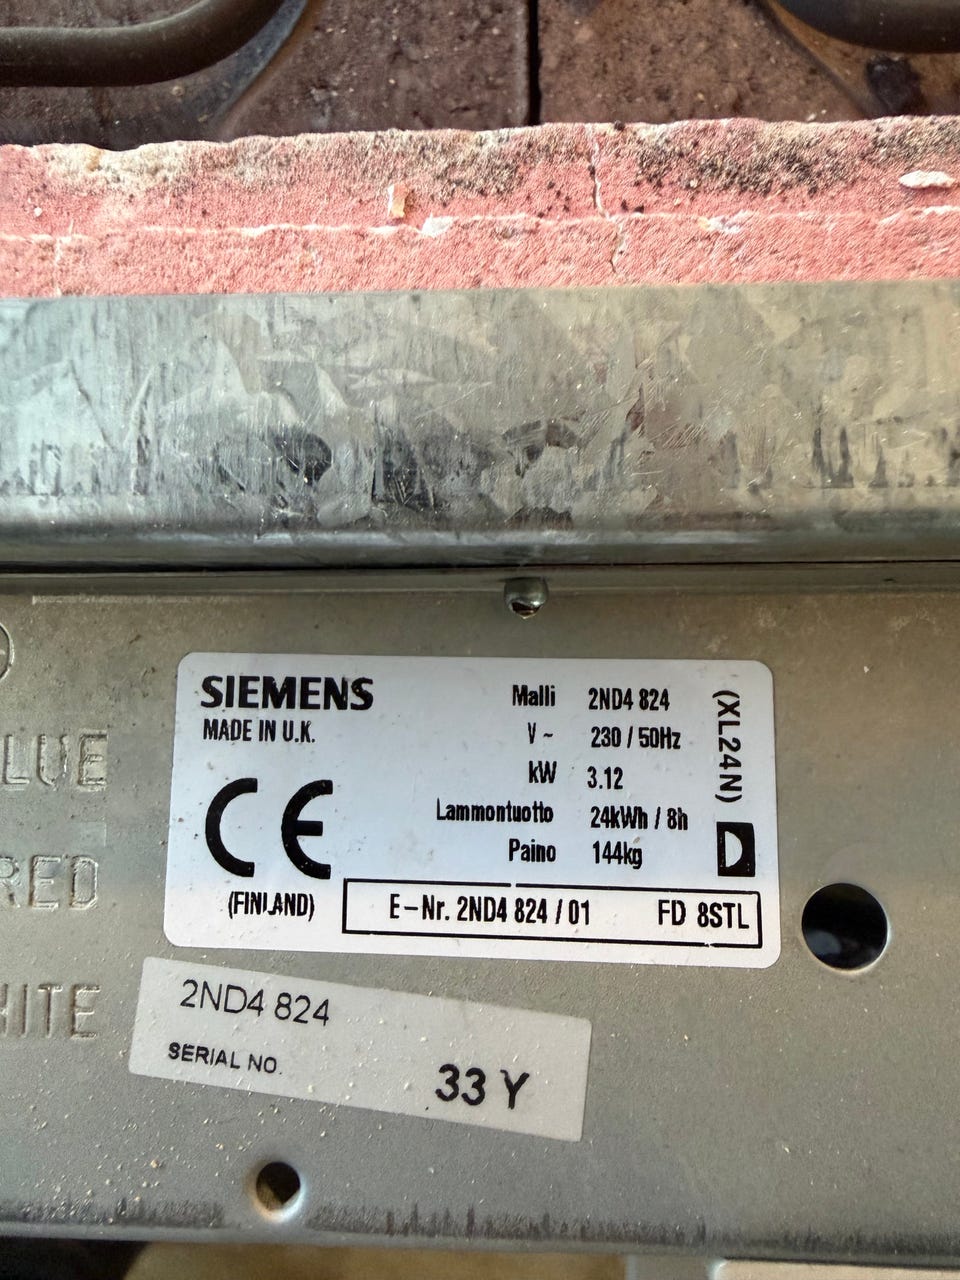 SIEMENS
MADE IN U.K.
Malli 2ND4 824
V~ 230 / 50Hz
kW 3.12
Lammontuotto 24kWh / 8h
Paino 144kg
(XL24N)
CE
(FINLAND)
E-Nr. 2ND4 824 / 01 FD 8STL
2ND4 824
SERIAL NO.
33 Y
LUE
RED
HITE